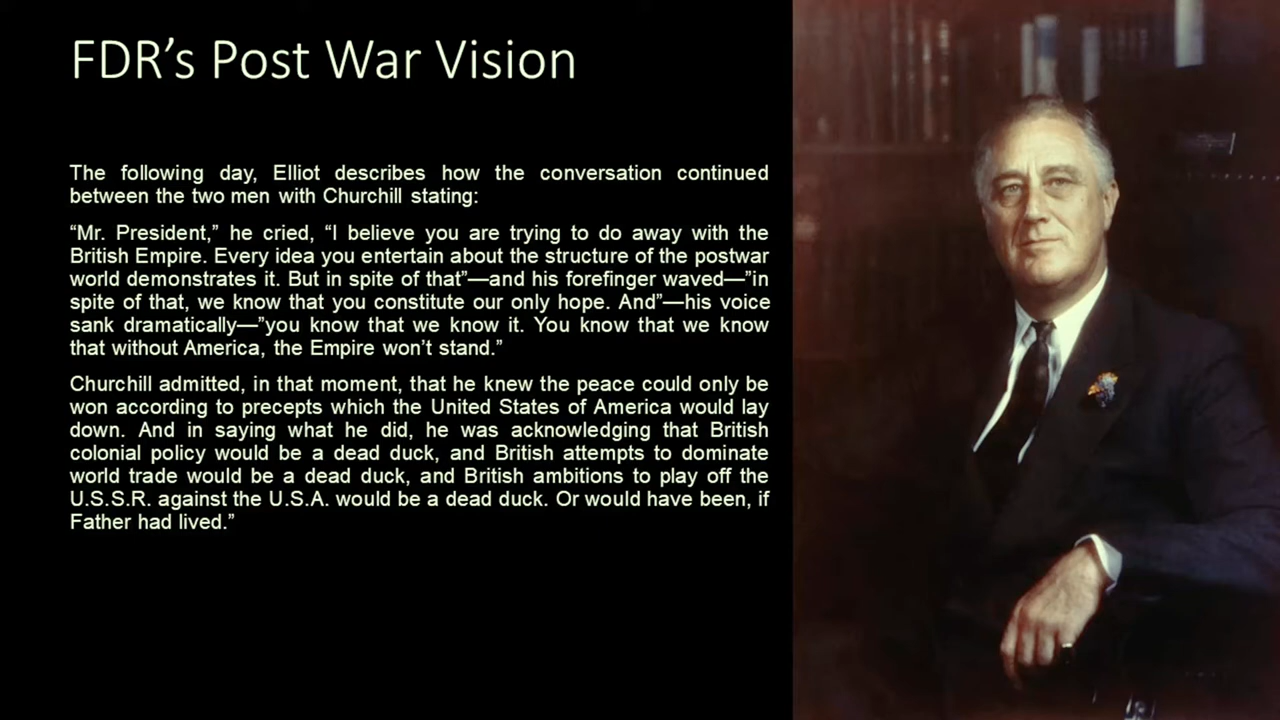 FDR’s Post War Vision
The following day, Elliot describes how the conversation continued
between the two men with Churchill stating:
“Mr. President,” he cried, “I believe you are trying to do away with the
British Empire. Every idea you entertain about the structure of the postwar
world demonstrates it. But in spite of that”—and his forefinger waved—”in
spite of that, we know that you constitute our only hope. And”—his voice
sank dramatically—”you know that we know it. You know that we know
that without America, the Empire won’t stand.”
Churchill admitted, in that moment, that he knew the peace could only be
won according to precepts which the United States of America would lay
down. And in saying what he did, he was acknowledging that British
colonial policy would be a dead duck, and British attempts to dominate
world trade would be a dead duck, and British ambitions to play off the
U.S.S.R. against the U.S.A. would be a dead duck. Or would have been, if
Father had lived.”